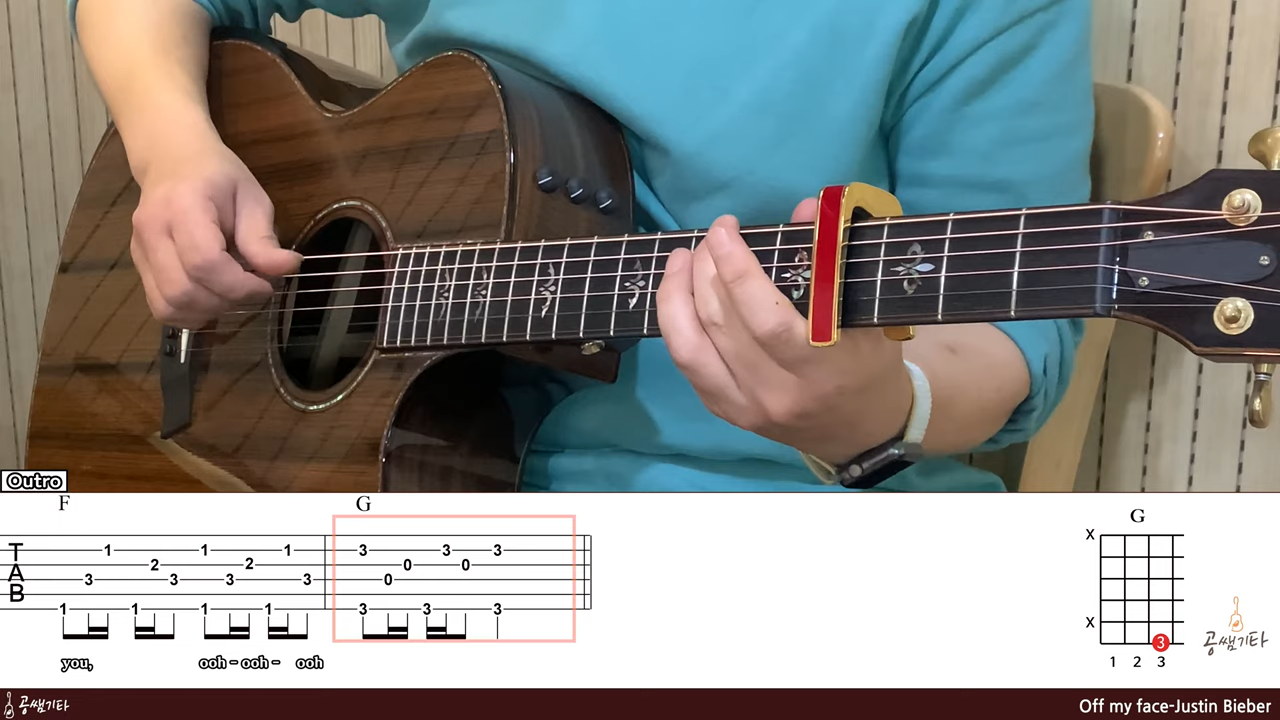 Outro
F G
T
A
B
1 3 1 1 2 3 1 1 3 2 1 1 3
3 3 0 0 3 3 0 3 3
you, ooh - ooh - ooh
G
x
x
3
1 2 3
공쌤기타
공쌤기타
Off my face-Justin Bieber